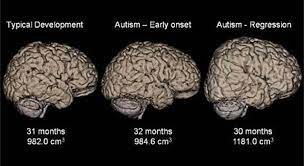 Typical Development
Autism – Early onset
Autism - Regression
31 months
982.0 cm³
32 months
984.6 cm³
30 months
1181.0 cm³